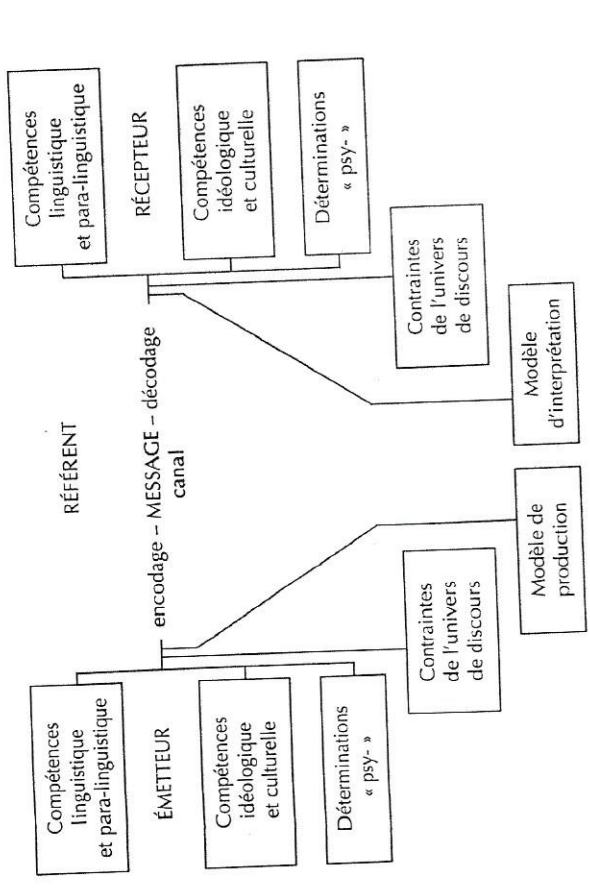 RÉFÉRENT
Compétences
linguistique
et para-linguistique
ÉMETTEUR
Compétences
idéologique
et culturelle
Déterminations
« psy- »
encodage – MESSAGE – décodage
canal
Compétences
linguistique
et para-linguistique
RÉCEPTEUR
Compétences
idéologique
et culturelle
Déterminations
« psy- »
Contraintes
de l'univers
de discours
Contraintes
de l'univers
de discours
Modèle de
production
Modèle
d'interprétation